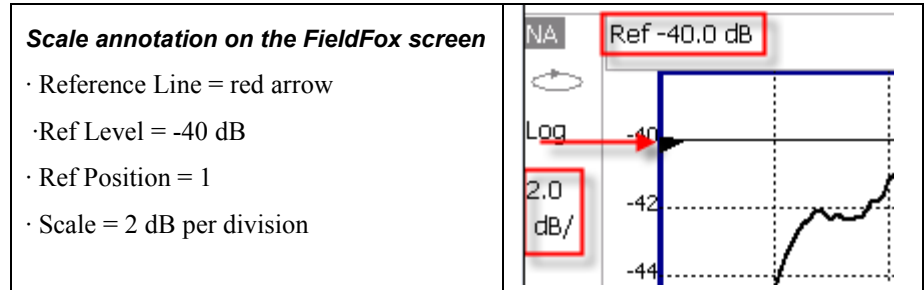 Scale annotation on the FieldFox screen
· Reference Line = red arrow
·Ref Level = -40 dB
· Ref Position = 1
· Scale = 2 dB per division
NA
Ref -40.0 dB
Log
-40
2.0
dB/
-42
-44